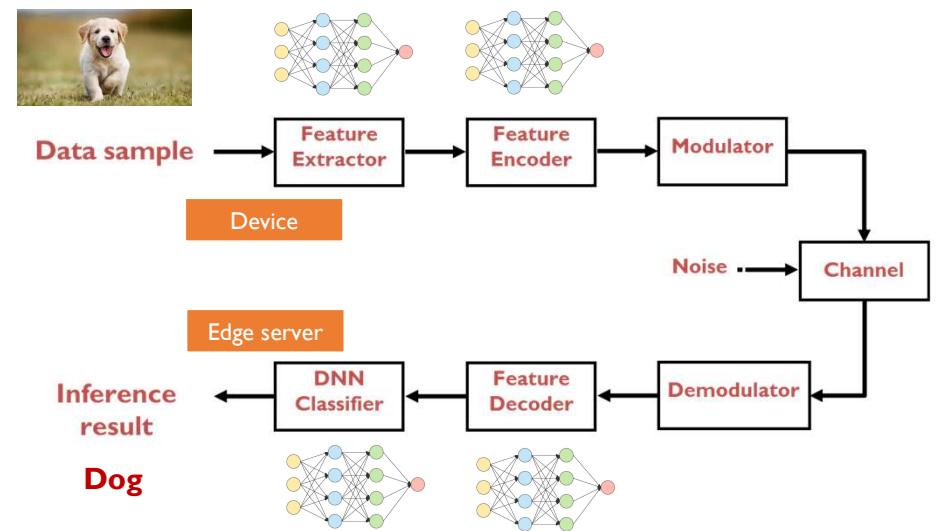 Data sample
Feature
Extractor
Feature
Encoder
Modulator
Device
Noise
Channel
Edge server
Inference
result
DNN
Classifier
Feature
Decoder
Demodulator
Dog